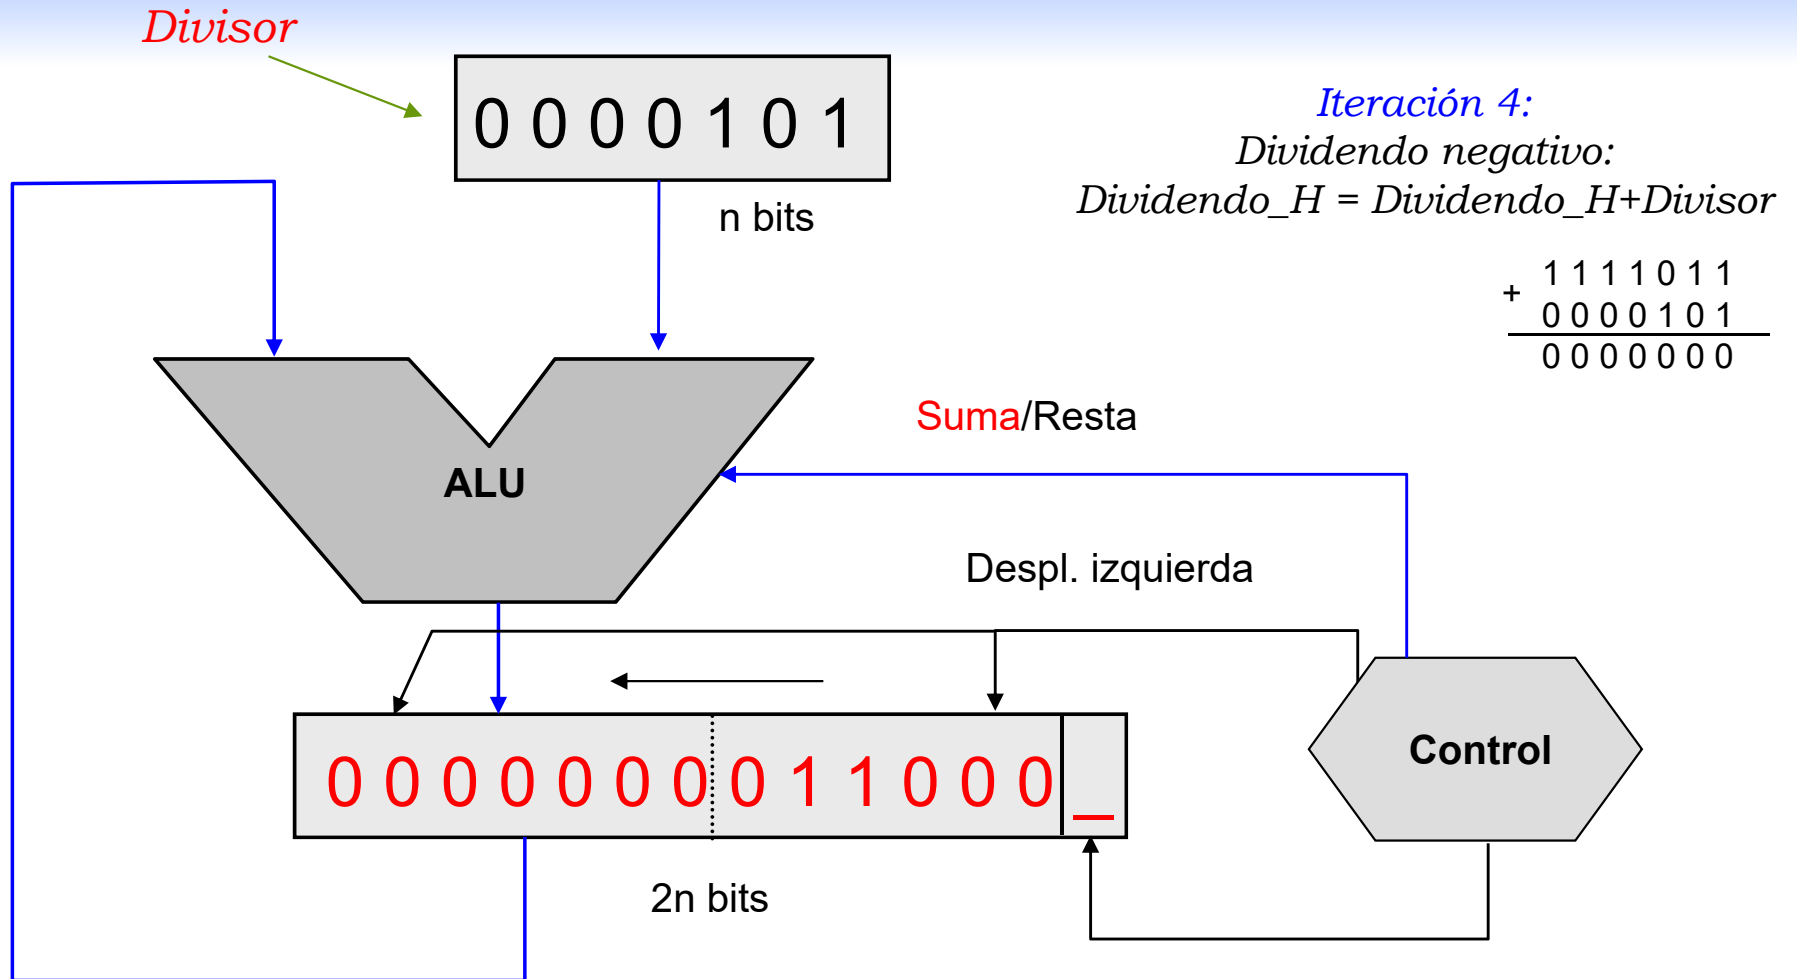 Divisor
0 0 0 0 1 0 1
n bits
Iteración 4:
Dividendo negativo:
Dividendo_H = Dividendo_H+Divisor
1 1 1 1 0 1 1
+
0 0 0 0 1 0 1
0 0 0 0 0 0 0
Suma/Resta
ALU
Despl. izquierda
0 0 0 0 0 0 0 0 1 1 0 0 0 _
Control
2n bits